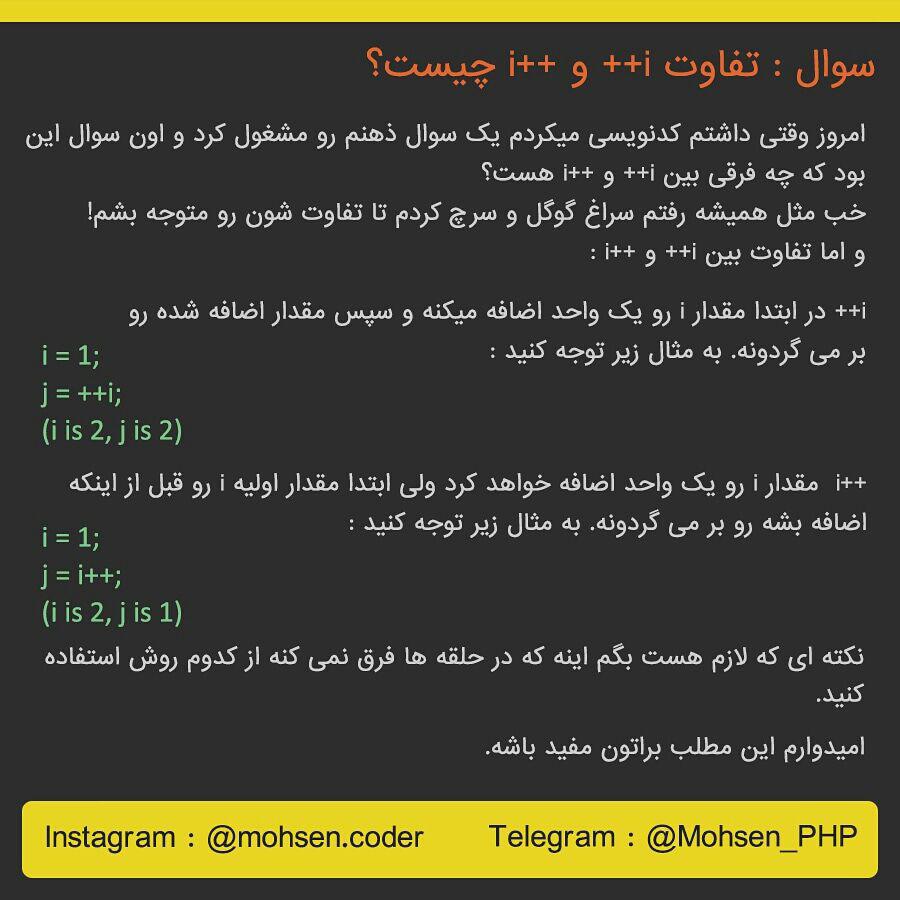 سوال : تفاوت i++ و ++i چیست؟
امروز وقتی داشتم کدنویسی میکردم یک سوال ذهنم رو مشغول کرد و اون سوال این
بود که چه فرقی بین i++ و ++i هست؟
خب مثل همیشه رفتم سراغ گوگل و سرچ کردم تا تفاوت شون رو متوجه بشم!
و اما تفاوت بین i++ و ++i :
i++ در ابتدا مقدار i رو یک واحد اضافه میکنه و سپس مقدار اضافه شده رو
بر می گردونه. به مثال زیر توجه کنید :
i = 1;
j = ++i;
(i is 2, j is 2)
++i مقدار i رو یک واحد اضافه خواهد کرد ولی ابتدا مقدار اولیه i رو قبل از اینکه
اضافه بشه رو بر می گردونه. به مثال زیر توجه کنید :
i = 1;
j = i++;
(i is 2, j is 1)
نکته ای که لازم هست بگم اینه که در حلقه ها فرق نمی کنه از کدوم روش استفاده
کنید.
امیدوارم این مطلب براتون مفید باشه.
Instagram : @mohsen.coder Telegram : @Mohsen_PHP